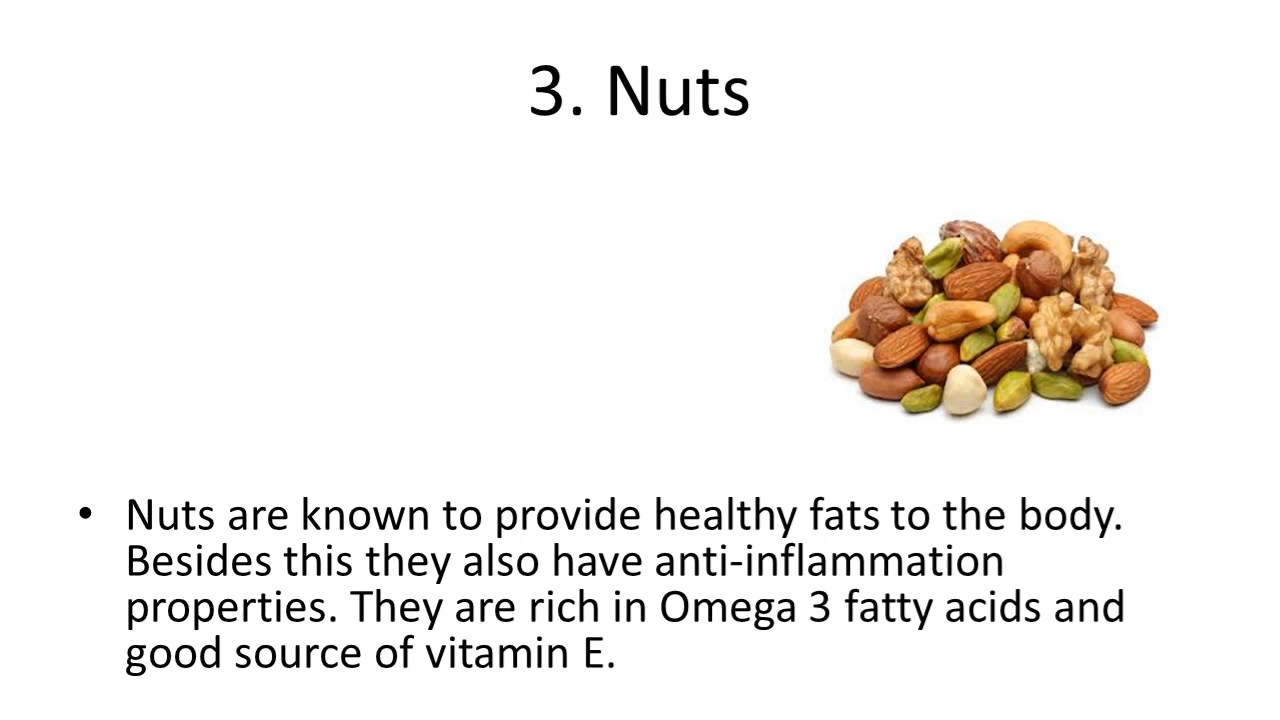 3. Nuts
• Nuts are known to provide healthy fats to the body.
Besides this they also have anti-inflammation
properties. They are rich in Omega 3 fatty acids and
good source of vitamin E.